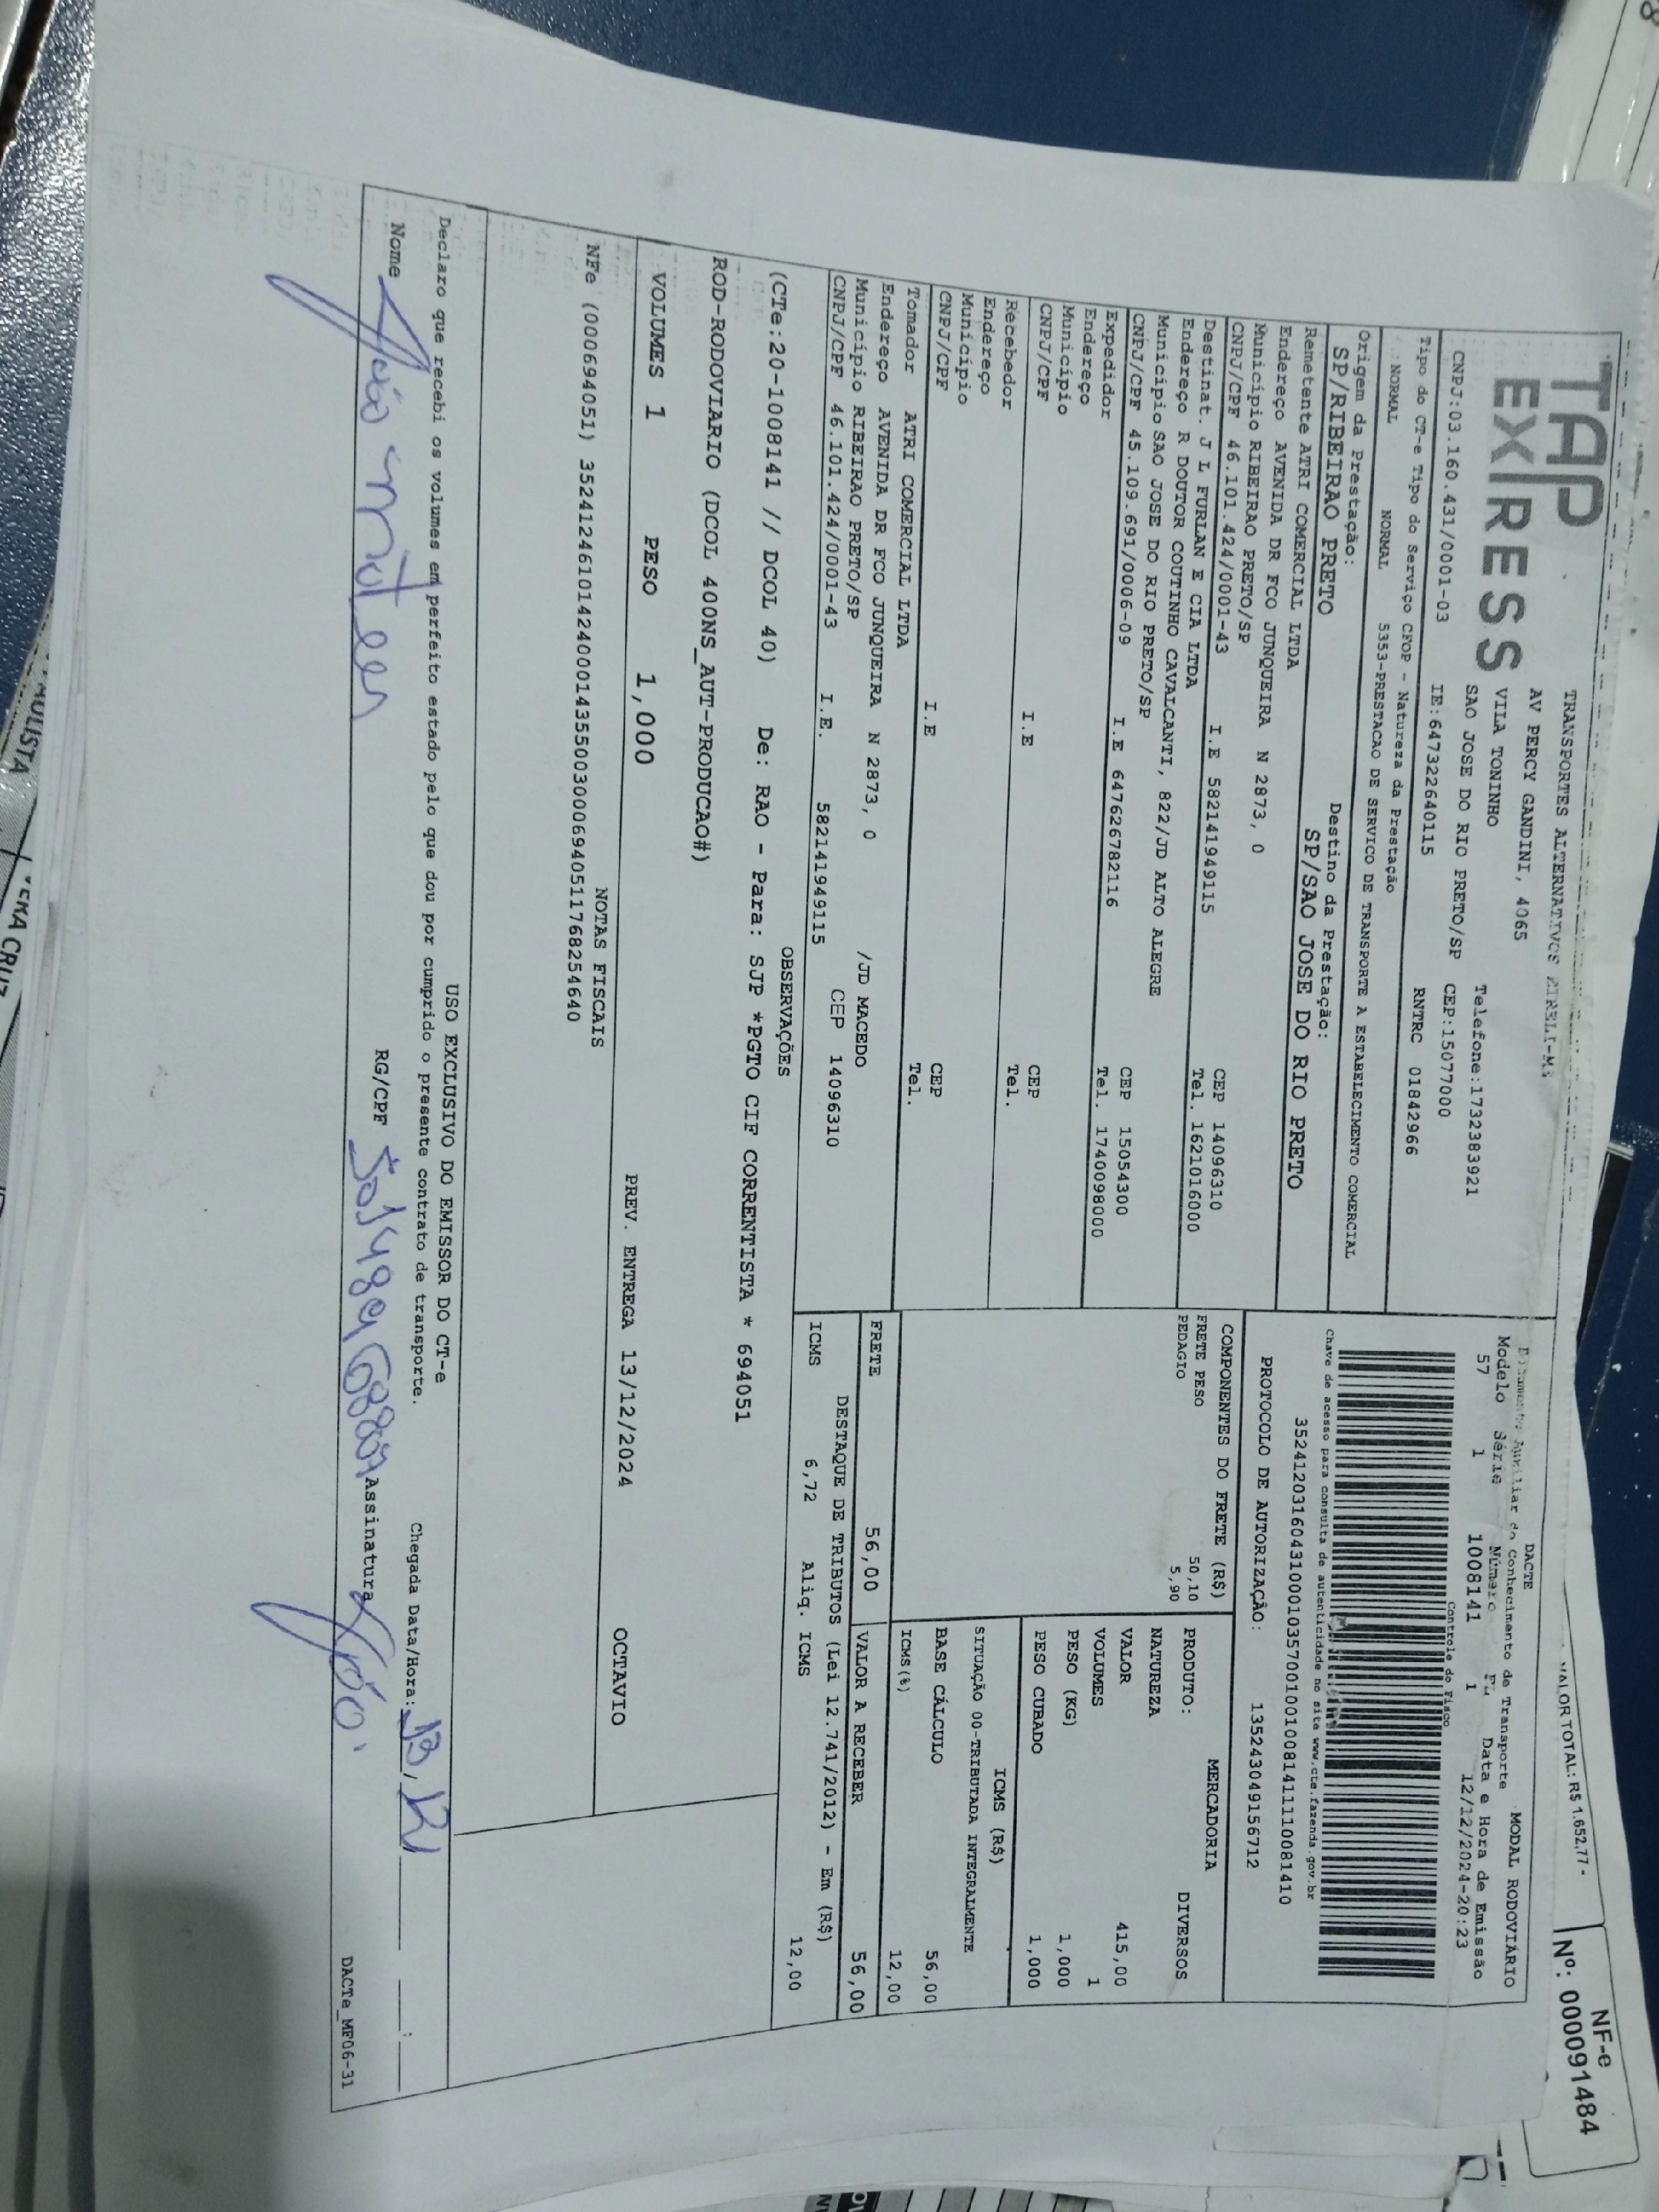 TAP
EXPRESS
TRANSPORTES ALTERNATIVOS EIRELI-ME
AV PERCY GANDINI, 4065
VILA TONINHO Telefone:1732383921
SAO JOSE DO RIO PRETO/SP CEP:15077000
CNPJ:03.160.431/0001-03 IE:647322640115 RNTRC 01842966
DACTE
Documento Auxiliar do Conhecimento de Transporte MODAL RODOVIÁRIO
Modelo Série Número Data e Hora de Emissão
57 1 1008141 1 12/12/2024-20:23
Controle do Fisco
Chave de acesso para consulta de autenticidade no site www.cte.fazenda.gov.br
PROTOCOLO DE AUTORIZAÇÃO: 135243049156712
Tipo do CT-e Tipo do Serviço CFOP - Natureza da Prestação
NORMAL NORMAL 5353-PRESTACAO DE SERVICO DE TRANSPORTE A ESTABELECIMENTO COMERCIAL
Origem da Prestação: Destino da Prestação:
SP/RIBEIRAO PRETO SP/SAO JOSE DO RIO PRETO
Remetente ATRI COMERCIAL LTDA
Endereço AVENIDA DR FCO JUNQUEIRA N 2873, 0
Município RIBEIRAO PRETO/SP CEP 14096310
CNPJ/CPF 46.101.424/0001-43 I.E 582141949115 Tel. 1621016000
Destinat. J L FURLAN E CIA LTDA
Endereço R DOUTOR COUTINHO CAVALCANTI, 822/JD ALTO ALEGRE
Município SAO JOSE DO RIO PRETO/SP CEP 15054300
CNPJ/CPF 45.109.691/0006-09 I.E 647626782116 Tel. 1740098000
Expedidor
Endereço
Município CEP
CNPJ/CPF I.E Tel.
Recebedor
Endereço
Município CEP
CNPJ/CPF I.E Tel.
Tomador ATRI COMERCIAL LTDA
Endereço AVENIDA DR FCO JUNQUEIRA N 2873, 0 /JD MACEDO
Município RIBEIRAO PRETO/SP CEP 14096310
CNPJ/CPF 46.101.424/0001-43 I.E. 582141949115
COMPONENTES DO FRETE (R$)
FRETE PESO 50,10
PEDAGIO 5,90
MERCADORIA
PRODUTO: DIVERSOS
NATUREZA
VALOR 415,00
VOLUMES 1
PESO (KG) 1,000
PESO CUBADO 1,000
ICMS (R$)
SITUAÇÃO 00-TRIBUTADA INTEGRALMENTE
BASE CÁLCULO 56,00
ICMS(%) 12,00
FRETE 56,00 VALOR A RECEBER 56,00
DESTAQUE DE TRIBUTOS (Lei 12.741/2012) - Em (R$)
ICMS 6,72 Aliq. ICMS 12,00
OBSERVAÇÕES
(CTe:20-1008141 // DCOL 40) De: RAO - Para: SJP *PGTO CIF CORRENTISTA * 694051
ROD-RODOVIARIO (DCOL 400NS_AUT-PRODUCAO#)
VOLUMES 1 PESO 1,000 PREV. ENTREGA 13/12/2024 OCTAVIO
NOTAS FISCAIS
NFe (000694051) 35241246101424000143550030006940511768254640
USO EXCLUSIVO DO EMISSOR DO CT-e
Declaro que recebi os volumes em perfeito estado pelo que dou por cumprido o presente contrato de transporte. Chegada Data/Hora: 13, 12
Nome João RG/CPF Assinatura João
DACTe_MF06-31
VALOR TOTAL: R$ 1.652,77 -
NF-e
Nº: 000091484
PAULISTA